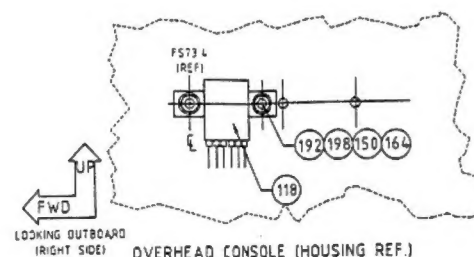 FS73.4
(REF)
℄
192 198 150 164
118
UP
FWD
LOOKING OUTBOARD
(RIGHT SIDE)
OVERHEAD CONSOLE (HOUSING REF.)